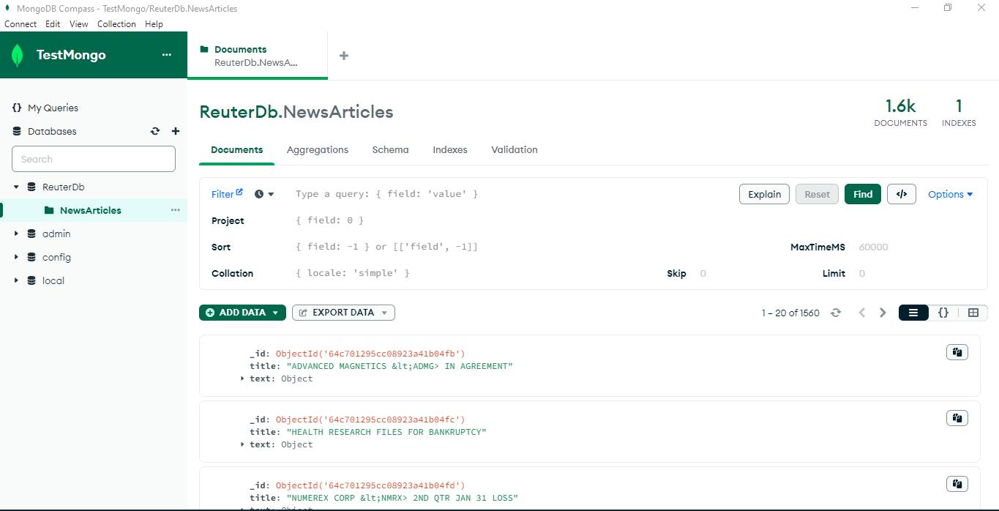 MongoDB Compass - TestMongo/ReuterDb.NewsArticles
Connect Edit View Collection Help
TestMongo
Documents
ReuterDb.NewsA...
My Queries
Databases
Search
ReuterDb
NewsArticles
admin
config
local
ReuterDb.NewsArticles
1.6k
DOCUMENTS
1
INDEXES
Documents Aggregations Schema Indexes Validation
Filter Type a query: { field: 'value' } Explain Reset Find </> Options
Project { field: 0 }
Sort { field: -1 } or [['field', -1]] MaxTimeMS 60000
Collation { locale: 'simple' } Skip 0 Limit 0
ADD DATA EXPORT DATA 1 – 20 of 1560 {}
_id: ObjectId('64c701295cc08923a41b04fb')
title: "ADVANCED MAGNETICS &lt;ADMG> IN AGREEMENT"
text: Object
_id: ObjectId('64c701295cc08923a41b04fc')
title: "HEALTH RESEARCH FILES FOR BANKRUPTCY"
text: Object
_id: ObjectId('64c701295cc08923a41b04fd')
title: "NUMEREX CORP &lt;NMRX> 2ND QTR JAN 31 LOSS"
text: Object